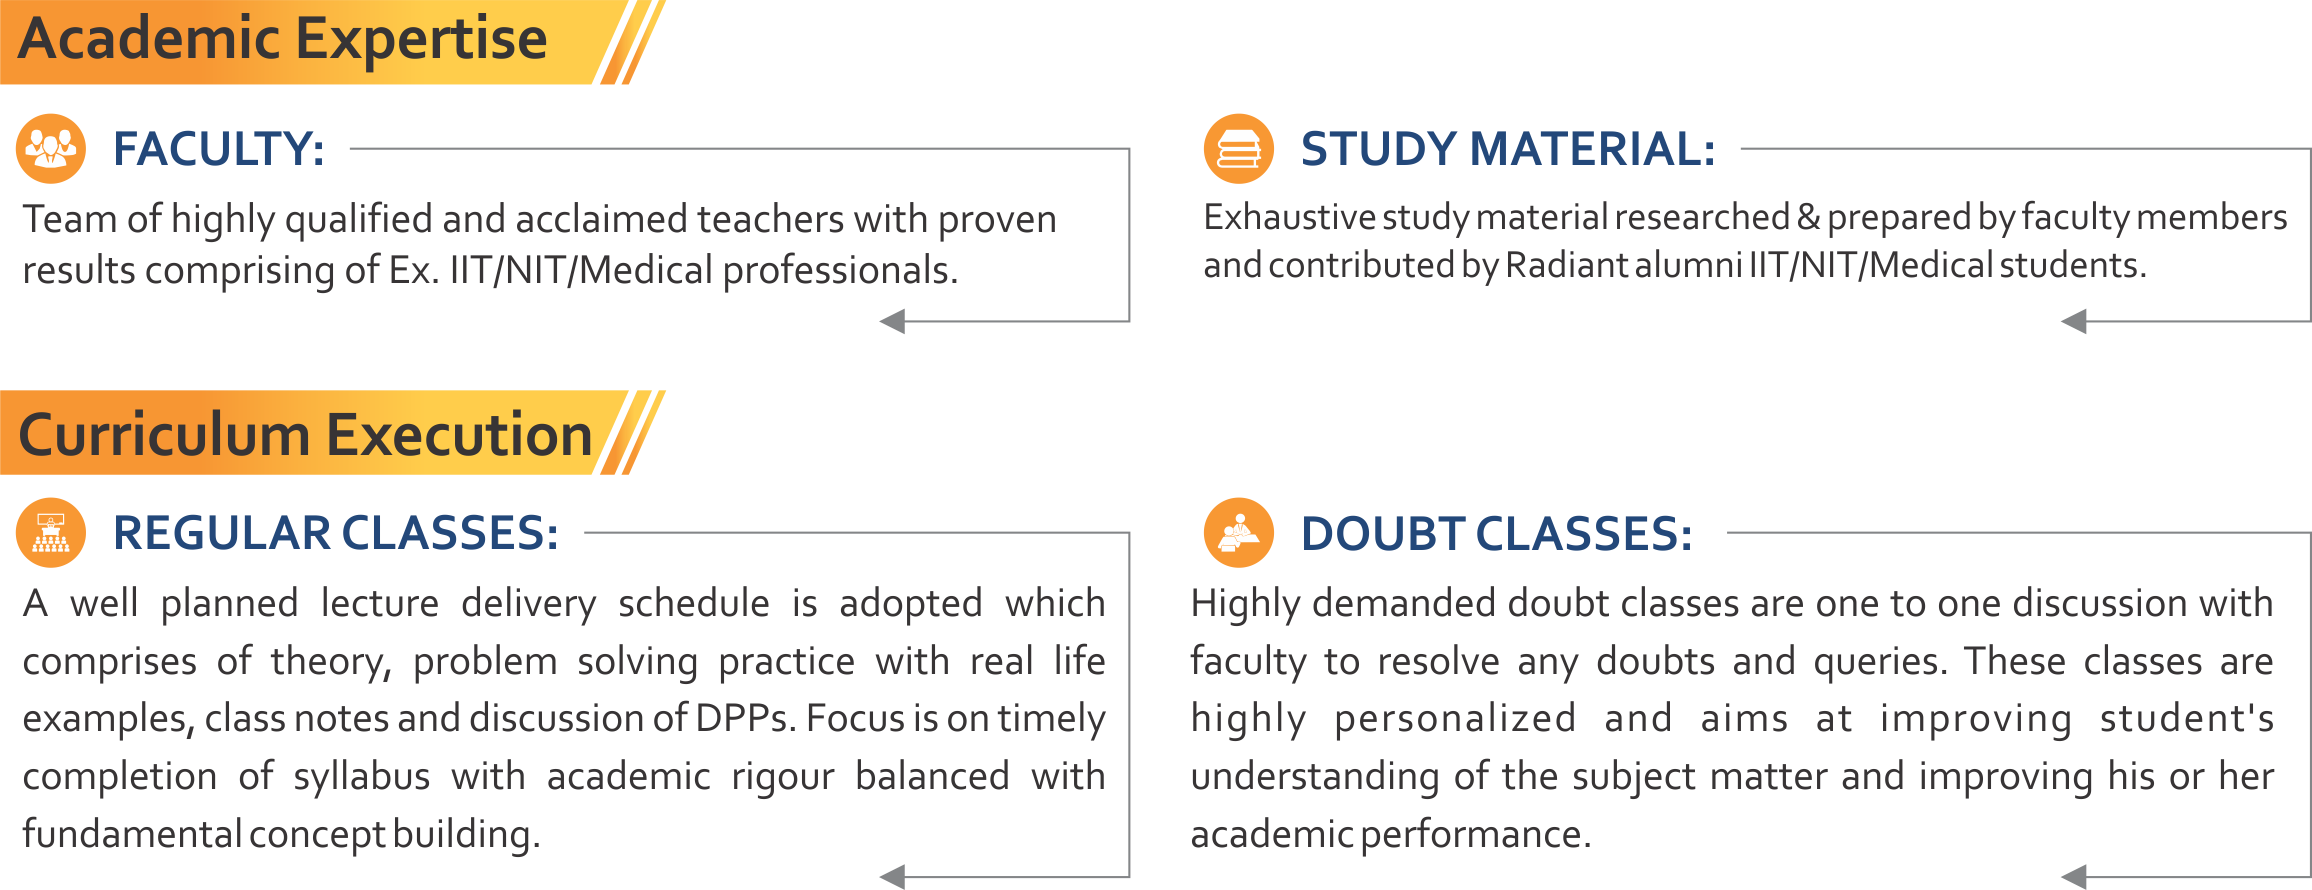 Academic Expertise
FACULTY:
Team of highly qualified and acclaimed teachers with proven
results comprising of Ex. IIT/NIT/Medical professionals.
STUDY MATERIAL:
Exhaustive study material researched & prepared by faculty members
and contributed by Radiant alumni IIT/NIT/Medical students.
Curriculum Execution
REGULAR CLASSES:
A well planned lecture delivery schedule is adopted which
comprises of theory, problem solving practice with real life
examples, class notes and discussion of DPPs. Focus is on timely
completion of syllabus with academic rigour balanced with
fundamental concept building.
DOUBT CLASSES:
Highly demanded doubt classes are one to one discussion with
faculty to resolve any doubts and queries. These classes are
highly personalized and aims at improving student's
understanding of the subject matter and improving his or her
academic performance.